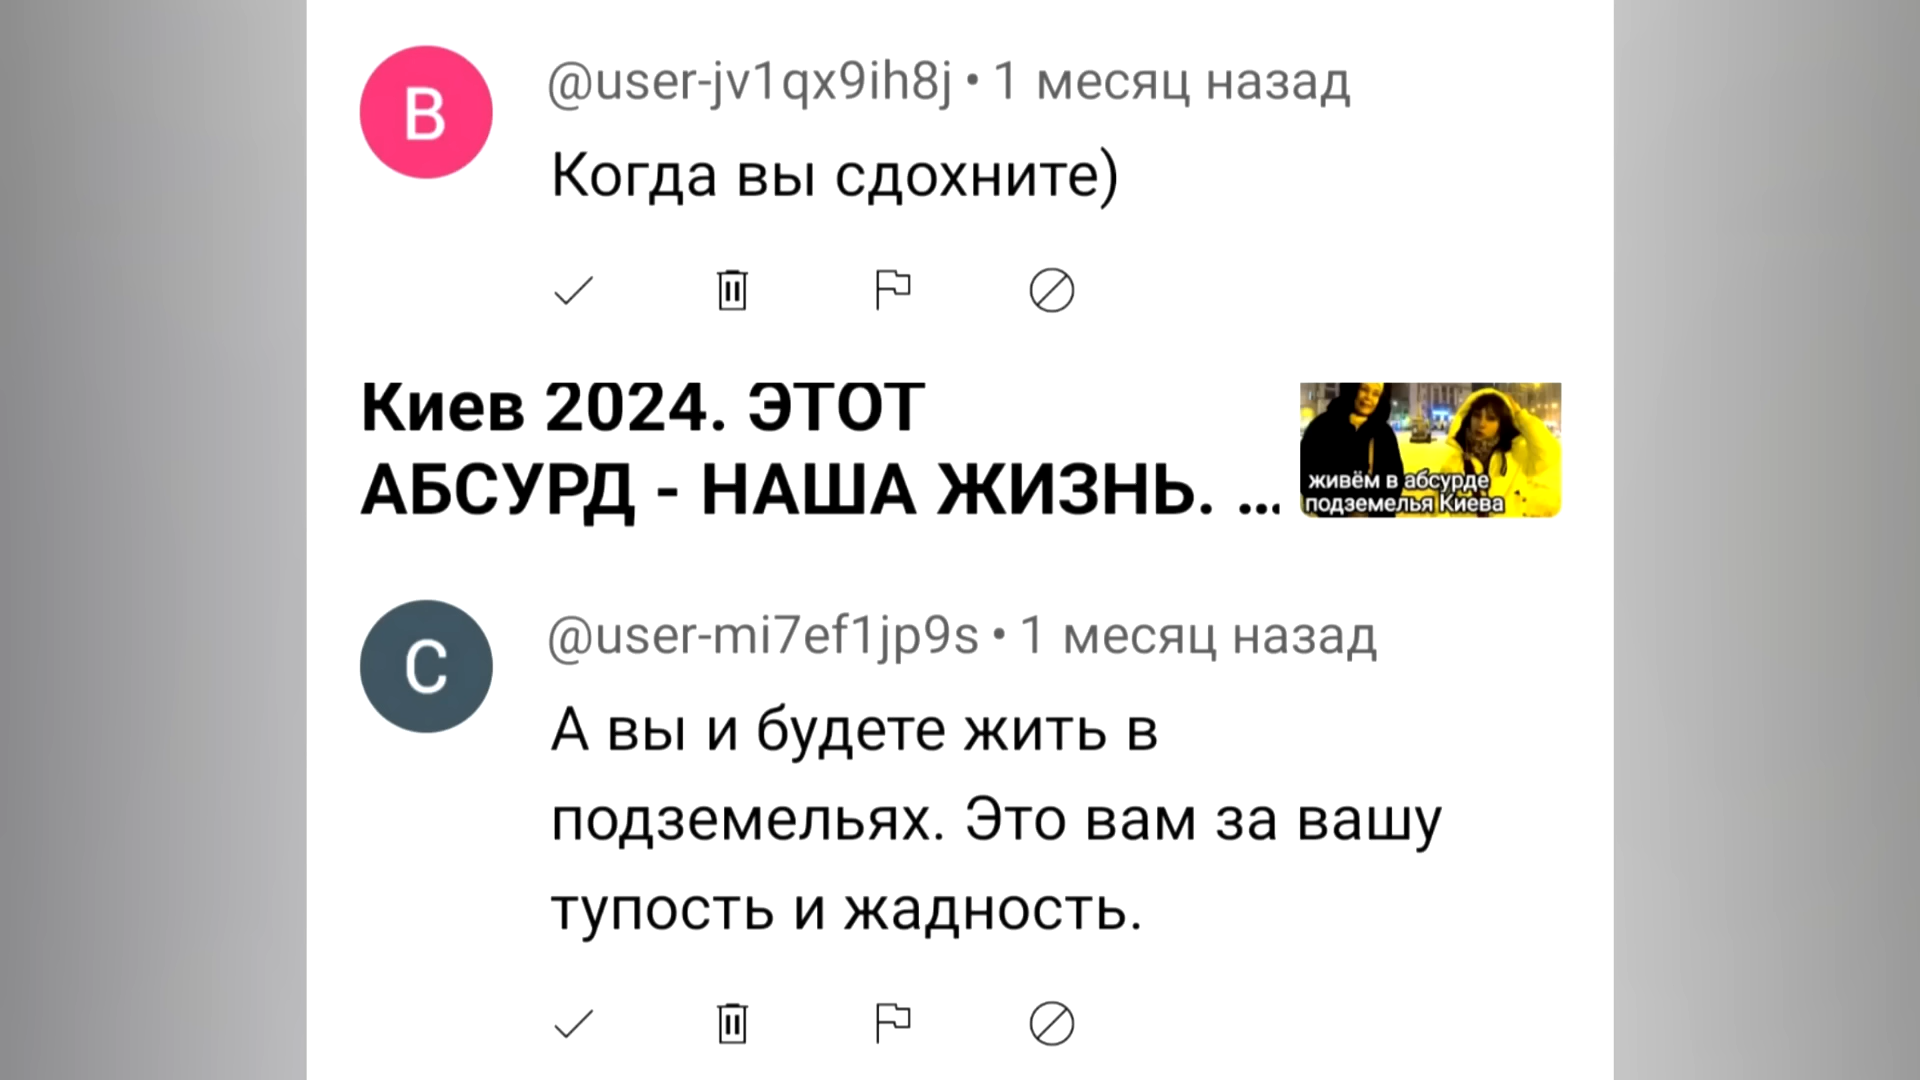 B
@user-jv1qx9ih8j • 1 месяц назад
Когда вы сдохните)
Киев 2024. ЭТОТ
АБСУРД - НАША ЖИЗНЬ. ...
живём в абсурде
подземелья Киева
C
@user-mi7ef1jp9s • 1 месяц назад
А вы и будете жить в
подземельях. Это вам за вашу
тупость и жадность.